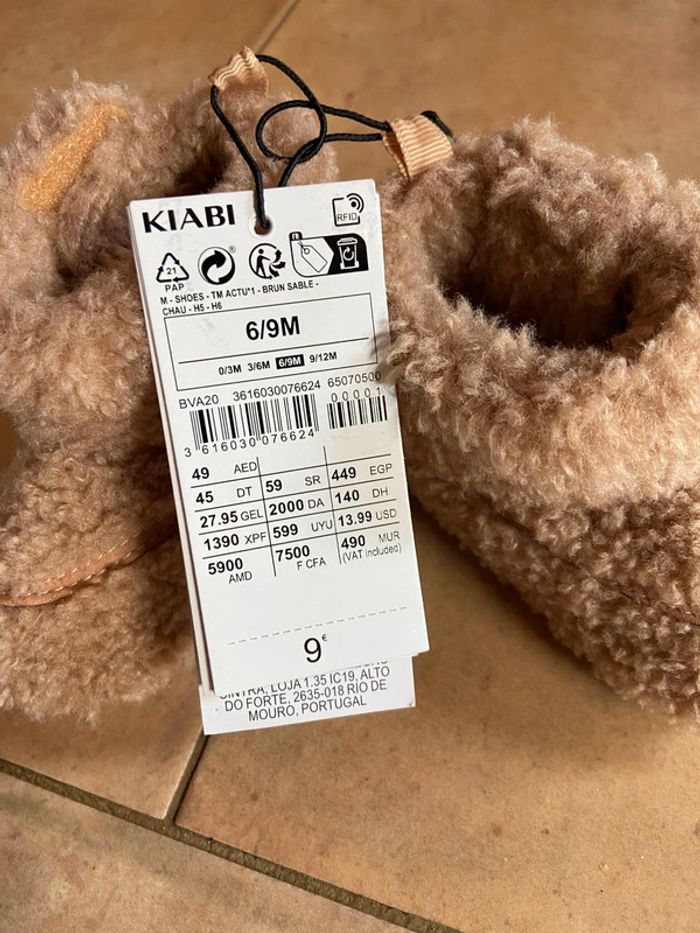 KIABI
RFID
FR
21
PAP
M - SHOES - TM ACTU*1 - BRUN SABLE -
CHAU - H5 - H6
6/9M
0/3M 3/6M 6/9M 9/12M
BVA20 3616030076624 65070500
00001
3 616030 076624
49 AED
45 DT 59 SR 449 EGP
27.95 GEL 2000 DA 140 DH
1390 XPF 599 UYU 13.99 USD
5900 AMD 7500 F CFA 490 MUR
(VAT included)
9€
SINTRA, LOJA 1.35 IC19, ALTO
DO FORTE, 2635-018 RIO DE
MOURO, PORTUGAL